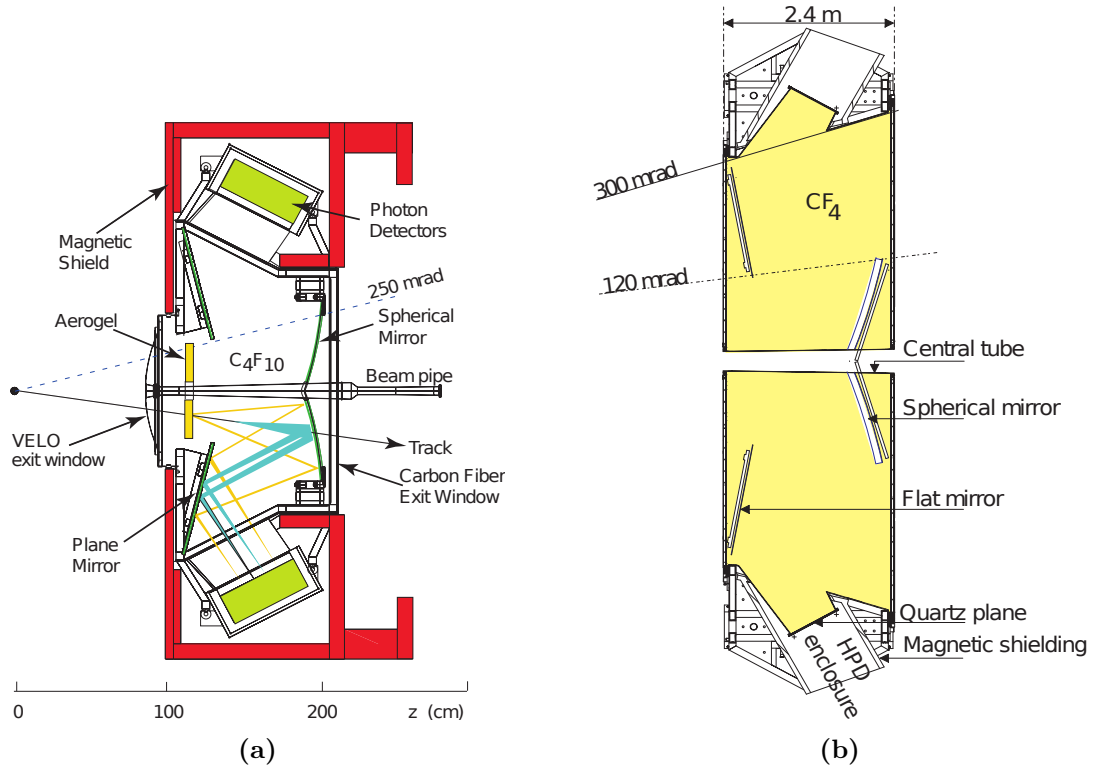 Magnetic
Shield
Aerogel
VELO
exit window
Plane
Mirror
Photon
Detectors
250 mrad
Spherical
Mirror
C4F10
Beam pipe
Track
Carbon Fiber
Exit Window
0
100
200
z (cm)
(a)
2.4 m
300 mrad
CF4
120 mrad
Central tube
Spherical mirror
Flat mirror
Quartz plane
Magnetic shielding
HPD
enclosure
(b)